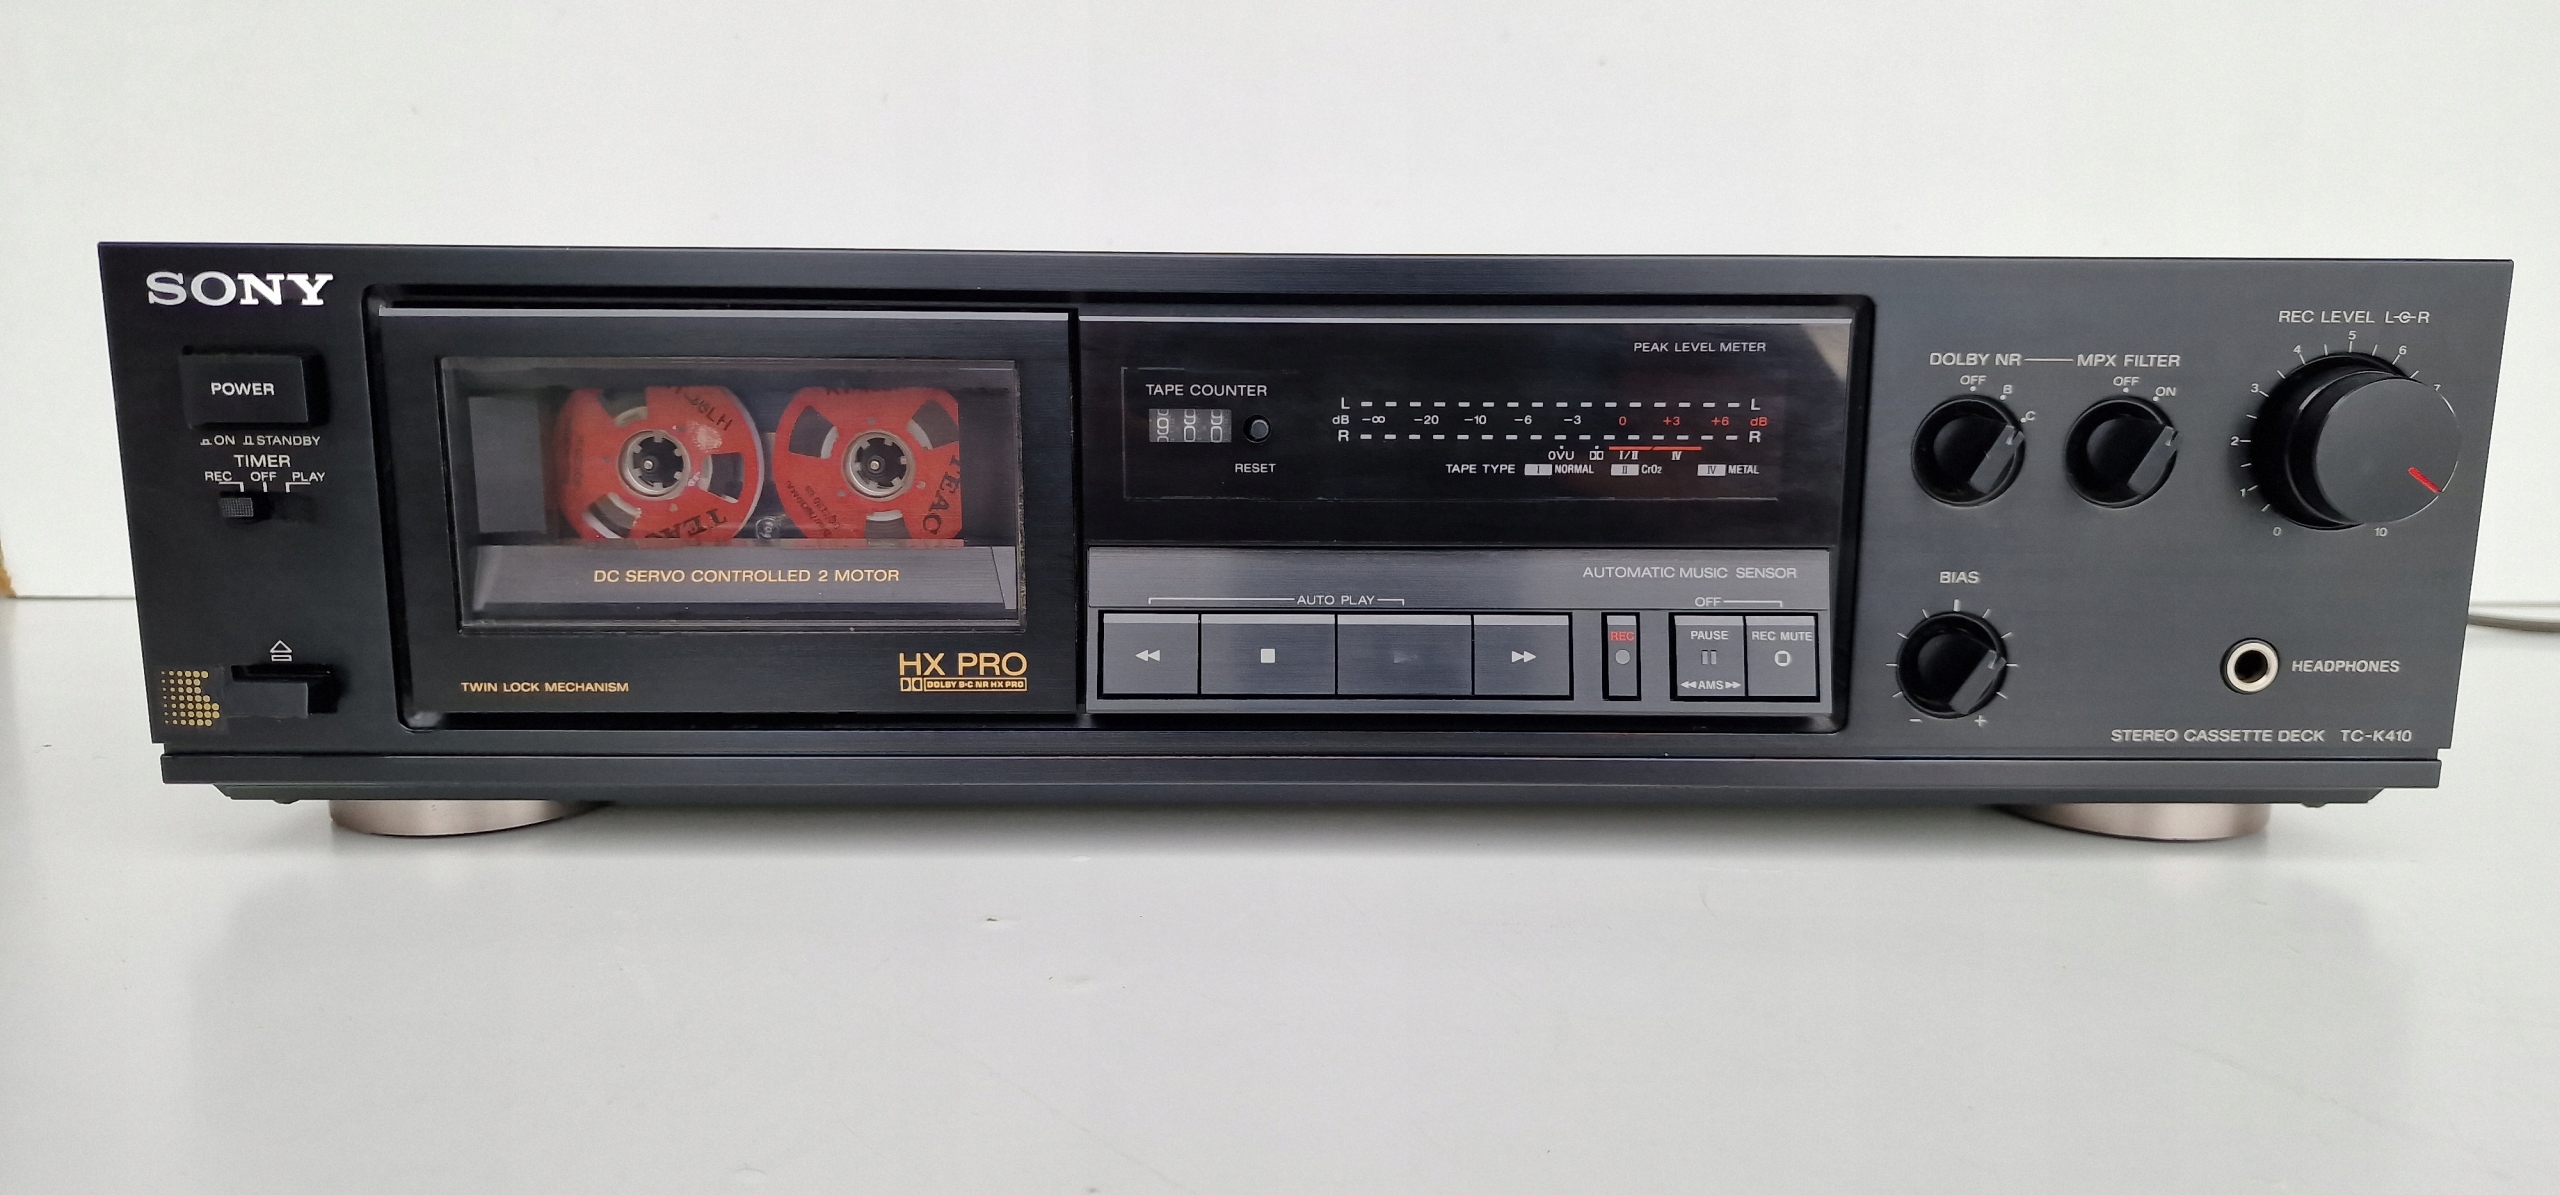 SONY
POWER
ON STANDBY
TIMER
REC OFF PLAY
TEAC
TEAC
DC SERVO CONTROLLED 2 MOTOR
TWIN LOCK MECHANISM
HX PRO
DOLBY B-C NR HX PRO
PEAK LEVEL METER
TAPE COUNTER
RESET
L L
dB -∞ -20 -10 -6 -3 0 +3 +6 dB
R R
0VU I/II IV
TAPE TYPE I NORMAL II CrO2 IV METAL
AUTOMATIC MUSIC SENSOR
AUTO PLAY
OFF
REC
PAUSE
REC MUTE
AMS
DOLBY NR MPX FILTER
OFF B C
OFF ON
BIAS
- +
REC LEVEL L R
0 1 2 3 4 5 6 7 10
HEADPHONES
STEREO CASSETTE DECK TC-K410